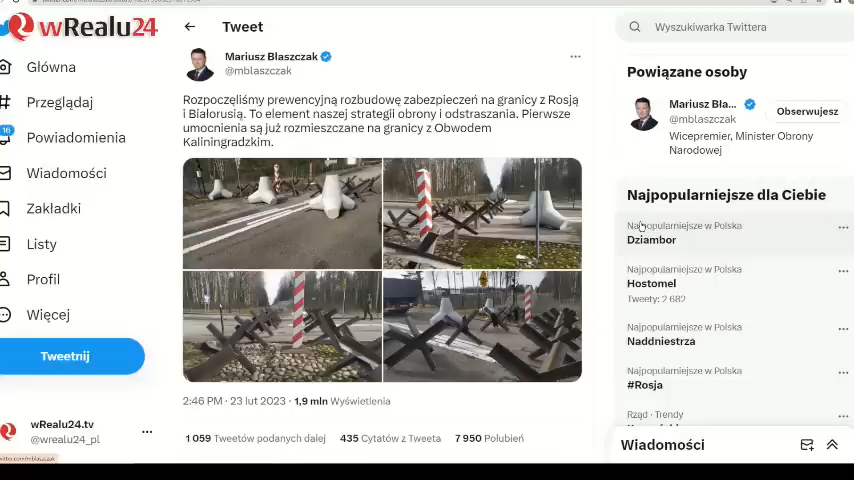 wRealu24
Główna
Przeglądaj
16
Powiadomienia
Wiadomości
Zakładki
Listy
Profil
Więcej
Tweetnij
wRealu24.tv
@wrealu24_pl
Tweet
Mariusz Błaszczak
@mblaszczak
Rozpoczęliśmy prewencyjną rozbudowę zabezpieczeń na granicy z Rosją
i Białorusią. To element naszej strategii obrony i odstraszania. Pierwsze
umocnienia są już rozmieszczane na granicy z Obwodem
Kaliningradzkim.
2:46 PM · 23 lut 2023 · 1,9 mln Wyświetlenia
1 059 Tweetów podanych dalej 435 Cytatów z Tweeta 7 950 Polubień
Wyszukiwarka Twittera
Powiązane osoby
Mariusz Bła...
@mblaszczak
Obserwujesz
Wicepremier, Minister Obrony
Narodowej
Najpopularniejsze dla Ciebie
Najpopularniejsze w Polska
Dziambor
Najpopularniejsze w Polska
Hostomel
Tweety: 2 682
Najpopularniejsze w Polska
Naddniestrza
Najpopularniejsze w Polska
#Rosja
Rząd · Trendy
Wiadomości